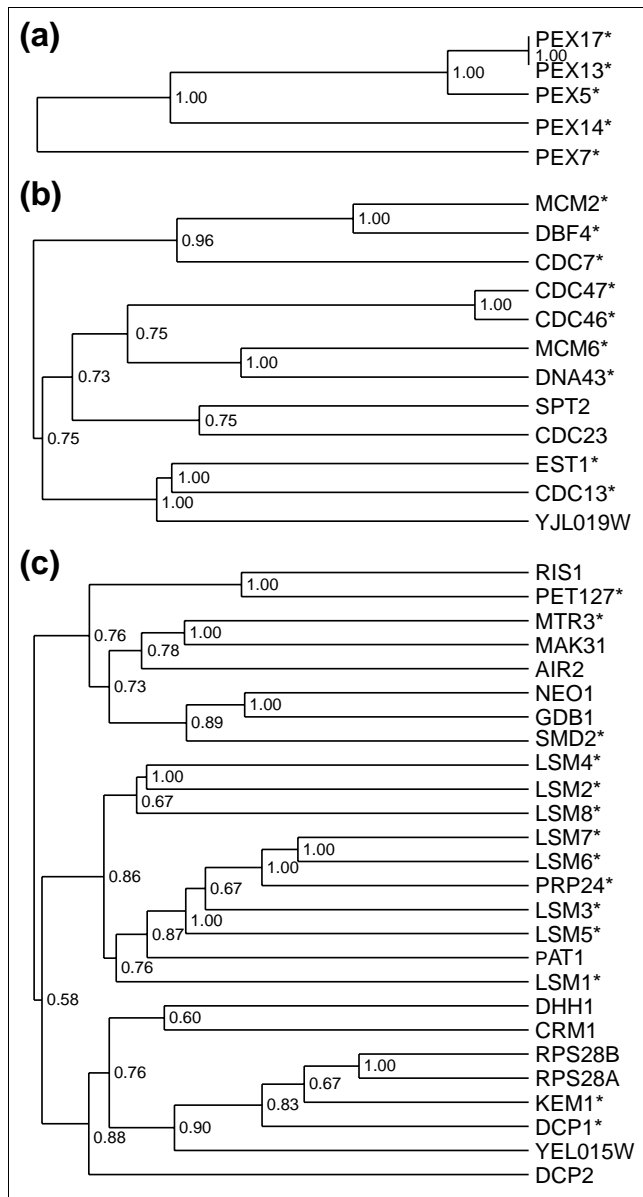 (a)
PEX17*
1.00
PEX13*
1.00
PEX5*
1.00
PEX14*
PEX7*
(b)
MCM2*
1.00
DBF4*
0.96
CDC7*
CDC47*
1.00
CDC46*
0.75
MCM6*
1.00
DNA43*
0.73
SPT2
0.75
CDC23
0.75
EST1*
1.00
CDC13*
1.00
YJL019W
(c)
RIS1
1.00
PET127*
MTR3*
0.76
1.00
MAK31
0.78
AIR2
0.73
NEO1
1.00
GDB1
0.89
SMD2*
LSM4*
1.00
LSM2*
0.67
LSM8*
LSM7*
1.00
LSM6*
1.00
0.86
0.67
PRP24*
LSM3*
1.00
0.87
LSM5*
PAT1
0.76
LSM1*
0.58
DHH1
0.60
CRM1
RPS28B
1.00
0.76
RPS28A
0.67
KEM1*
0.83
DCP1*
0.90
0.88
YEL015W
DCP2